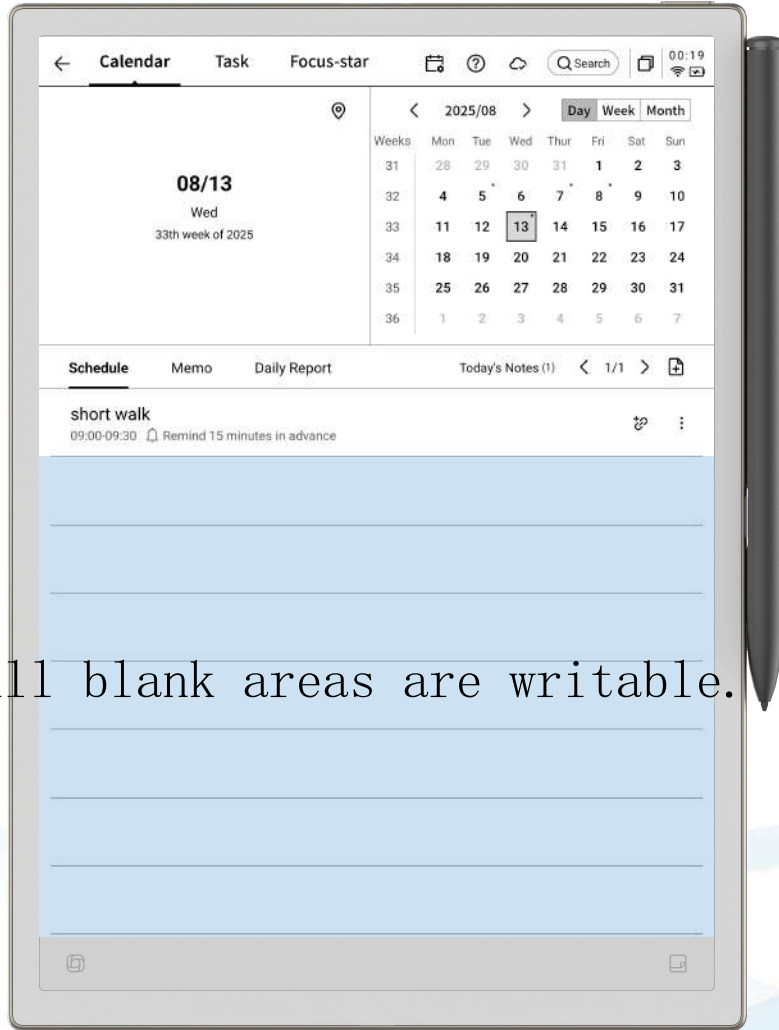 Calendar Task Focus-star Search 00:19
2025/08 Day Week Month
Weeks Mon Tue Wed Thur Fri Sat Sun
31 28 29 30 31 1 2 3
32 4 5 6 7 8 9 10
33 11 12 13 14 15 16 17
34 18 19 20 21 22 23 24
35 25 26 27 28 29 30 31
36 1 2 3 4 5 6 7
08/13
Wed
33th week of 2025
Schedule Memo Daily Report Today's Notes (1) 1/1
short walk
09:00-09:30 Remind 15 minutes in advance
blank areas are writable.